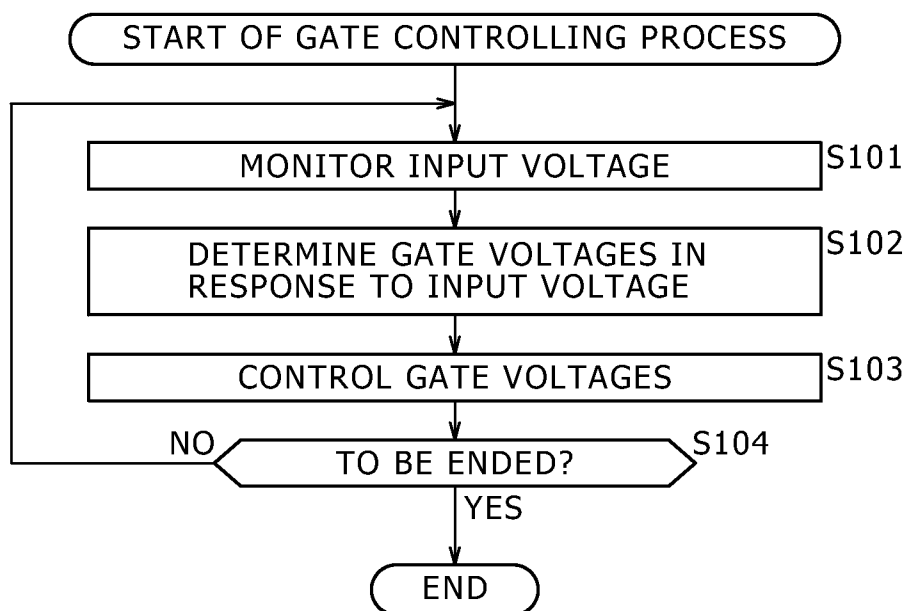 START OF GATE CONTROLLING PROCESS
MONITOR INPUT VOLTAGE
S101
DETERMINE GATE VOLTAGES IN
RESPONSE TO INPUT VOLTAGE
S102
CONTROL GATE VOLTAGES
S103
NO
TO BE ENDED?
S104
YES
END